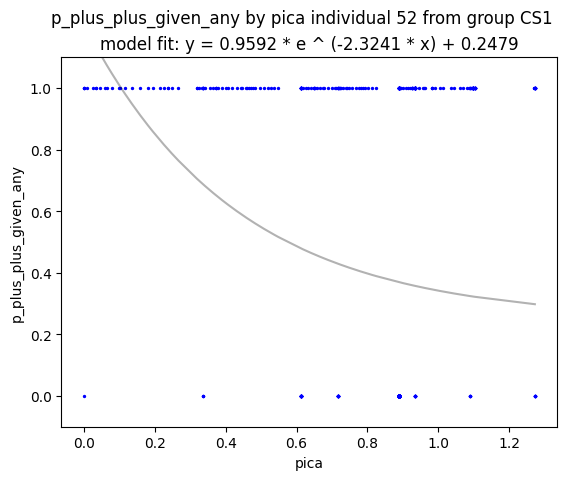 p_plus_plus_given_any by pica individual 52 from group CS1
model fit: y = 0.9592 * e ^ (-2.3241 * x) + 0.2479
1.0
0.8
0.6
0.4
0.2
0.0
p_plus_plus_given_any
0.0 0.2 0.4 0.6 0.8 1.0 1.2
pica